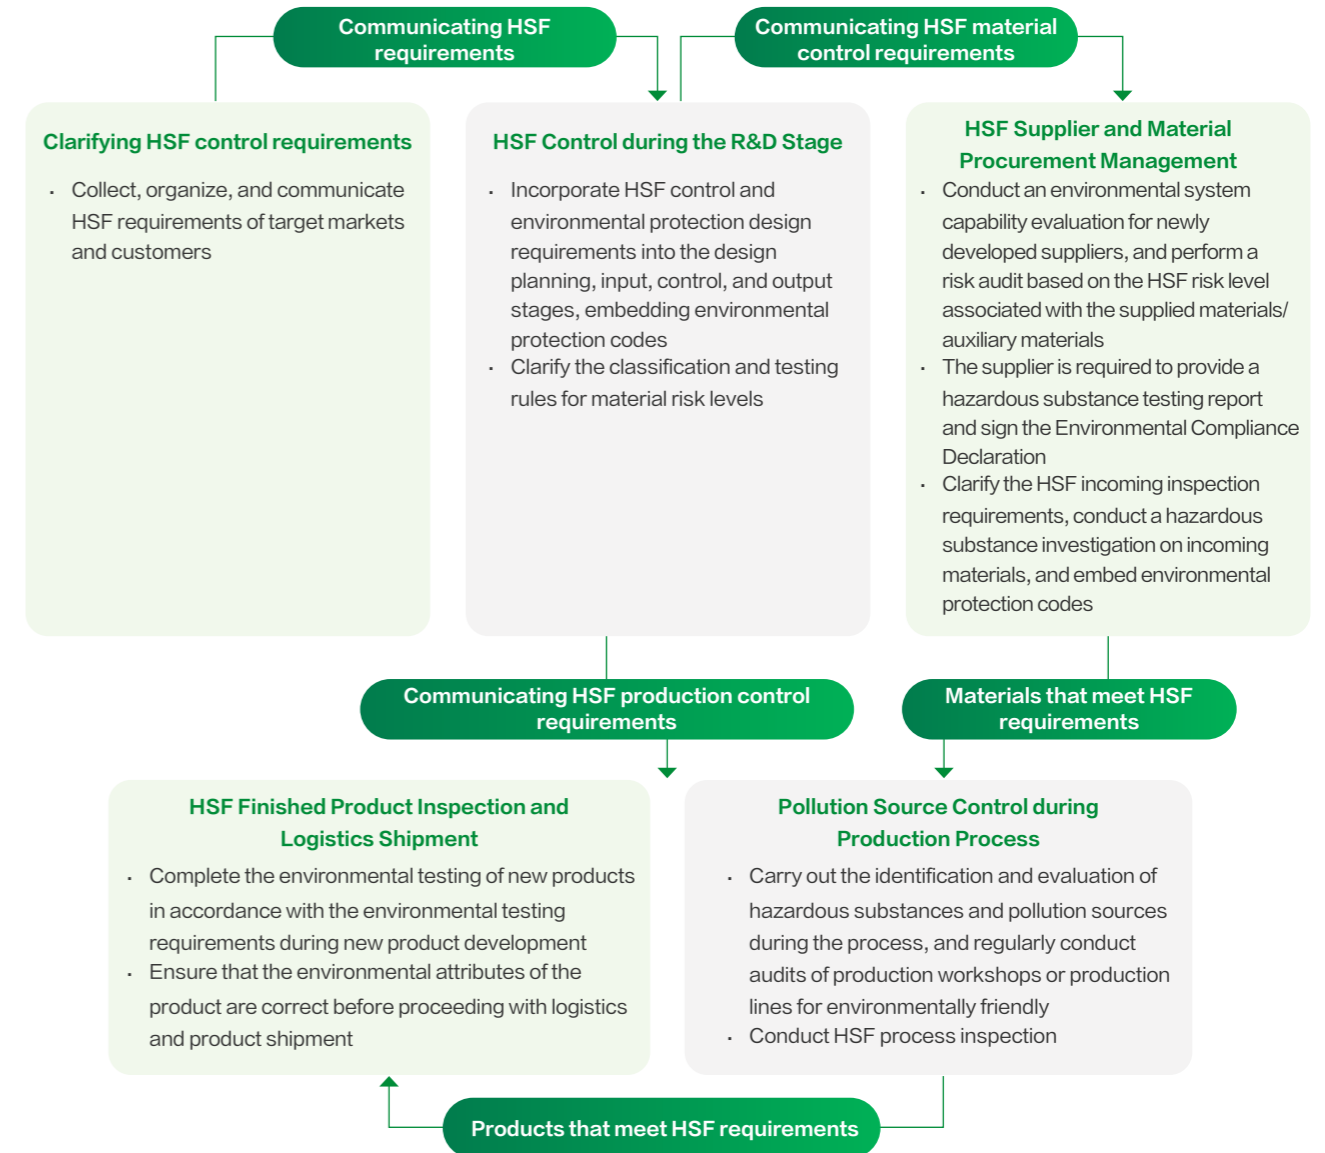 Communicating HSF
requirements
Communicating HSF material
control requirements
Clarifying HSF control requirements
· Collect, organize, and communicate
HSF requirements of target markets
and customers
HSF Control during the R&D Stage
· Incorporate HSF control and
environmental protection design
requirements into the design
planning, input, control, and output
stages, embedding environmental
protection codes
· Clarify the classification and testing
rules for material risk levels
HSF Supplier and Material
Procurement Management
· Conduct an environmental system
capability evaluation for newly
developed suppliers, and perform a
risk audit based on the HSF risk level
associated with the supplied materials/
auxiliary materials
· The supplier is required to provide a
hazardous substance testing report
and sign the Environmental Compliance
Declaration
· Clarify the HSF incoming inspection
requirements, conduct a hazardous
substance investigation on incoming
materials, and embed environmental
protection codes
Communicating HSF production control
requirements
Materials that meet HSF
requirements
HSF Finished Product Inspection and
Logistics Shipment
· Complete the environmental testing of new products
in accordance with the environmental testing
requirements during new product development
· Ensure that the environmental attributes of the
product are correct before proceeding with logistics
and product shipment
Pollution Source Control during
Production Process
· Carry out the identification and evaluation of
hazardous substances and pollution sources
during the process, and regularly conduct
audits of production workshops or production
lines for environmentally friendly
· Conduct HSF process inspection
Products that meet HSF requirements